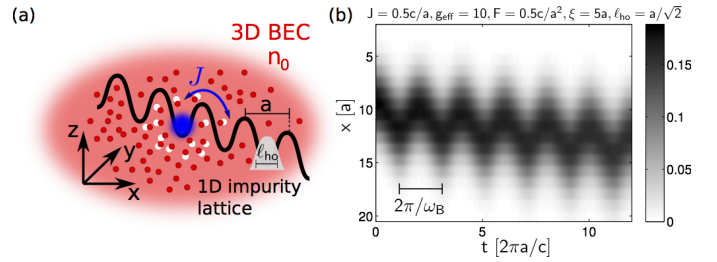 (a)
3D BEC
n₀
J
a
z
y
x
ℓho
1D impurity
lattice
(b)
J = 0.5c/a, geff = 10, F = 0.5c/a², ξ = 5a, ℓho = a/√2
x [a]
5
10
15
20
2π/ωB
0
5
10
t [2πa/c]
0.15
0.1
0.05
0